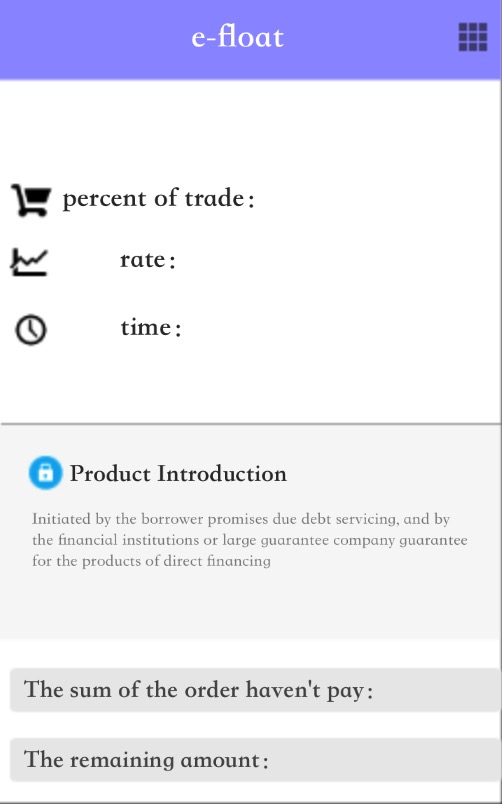 e-float
percent of trade:
rate:
time:
Product Introduction
Initiated by the borrower promises due debt servicing, and by
the financial institutions or large guarantee company guarantee
for the products of direct financing
The sum of the order haven't pay:
The remaining amount: